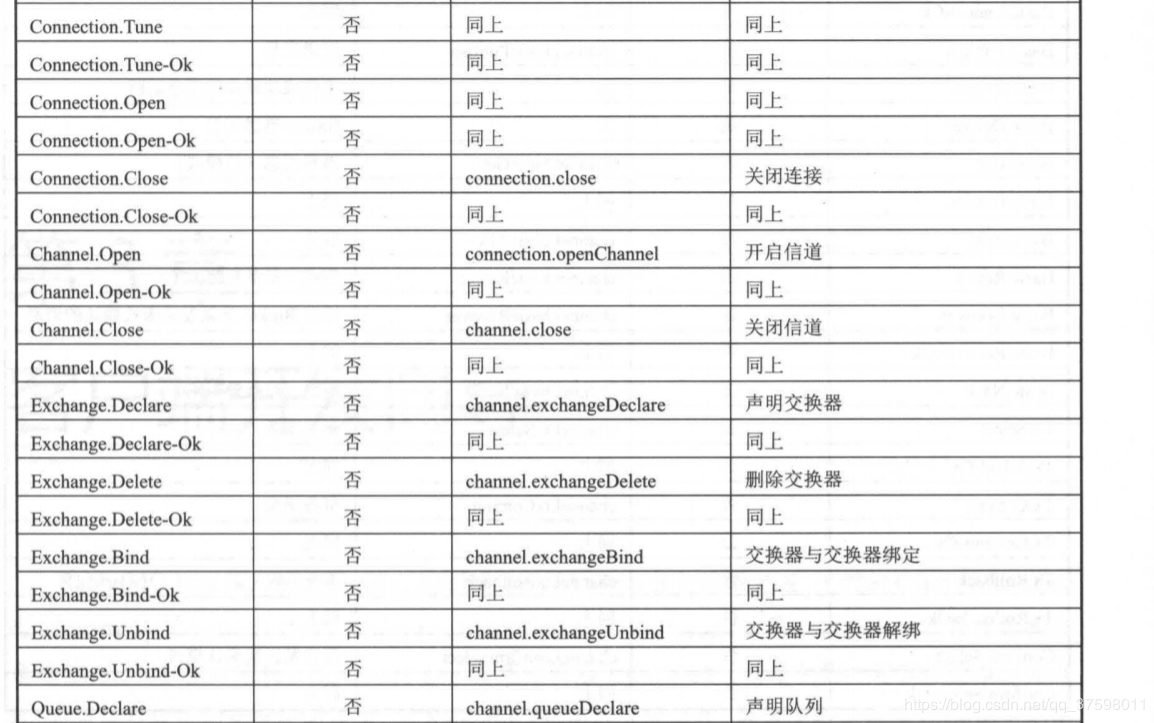 Connection.Tune 否 同上 同上
Connection.Tune-Ok 否 同上 同上
Connection.Open 否 同上 同上
Connection.Open-Ok 否 同上 同上
Connection.Close 否 connection.close 关闭连接
Connection.Close-Ok 否 同上 同上
Channel.Open 否 connection.openChannel 开启信道
Channel.Open-Ok 否 同上 同上
Channel.Close 否 channel.close 关闭信道
Channel.Close-Ok 否 同上 同上
Exchange.Declare 否 channel.exchangeDeclare 声明交换器
Exchange.Declare-Ok 否 同上 同上
Exchange.Delete 否 channel.exchangeDelete 删除交换器
Exchange.Delete-Ok 否 同上 同上
Exchange.Bind 否 channel.exchangeBind 交换器与交换器绑定
Exchange.Bind-Ok 否 同上 同上
Exchange.Unbind 否 channel.exchangeUnbind 交换器与交换器解绑
Exchange.Unbind-Ok 否 同上 同上
Queue.Declare 否 channel.queueDeclare 声明队列
https://blog.csdn.net/qq_37598011